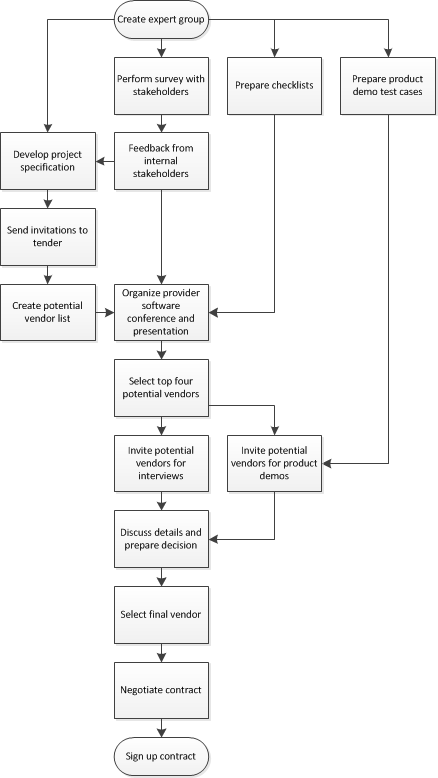 Create expert group
Perform survey with
stakeholders
Prepare checklists
Prepare product
demo test cases
Develop project
specification
Feedback from
internal
stakeholders
Send invitations to
tender
Create potential
vendor list
Organize provider
software
conference and
presentation
Select top four
potential vendors
Invite potential
vendors for
interviews
Invite potential
vendors for product
demos
Discuss details and
prepare decision
Select final vendor
Negotiate contract
Sign up contract